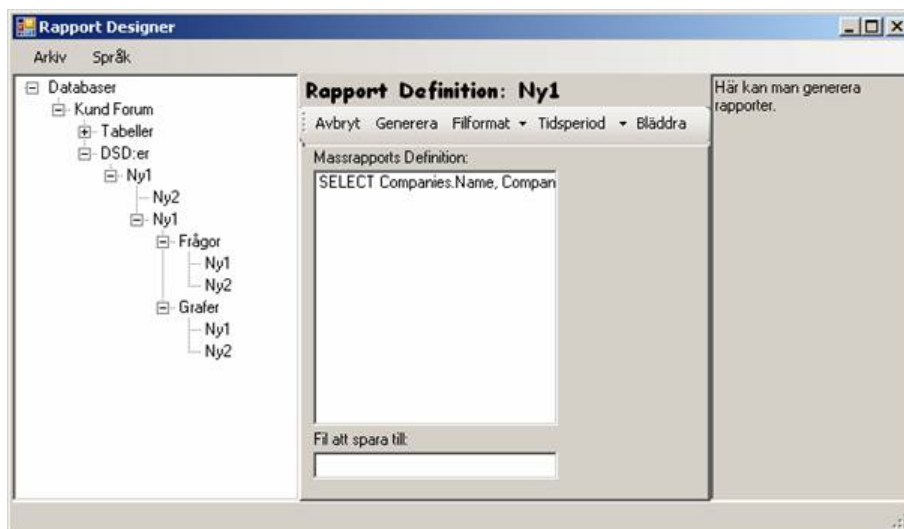 Rapport Designer
Arkiv Språk
Databaser
Kund Forum
Tabeller
DSD:er
Ny1
Ny2
Ny1
Frågor
Ny1
Ny2
Grafer
Ny1
Ny2
Rapport Definition: Ny1
Avbryt Generera Filformat Tidsperiod Bläddra
Massrapports Definition:
SELECT Companies.Name, Compan
Fil att spara till:
Här kan man generera
rapporter.